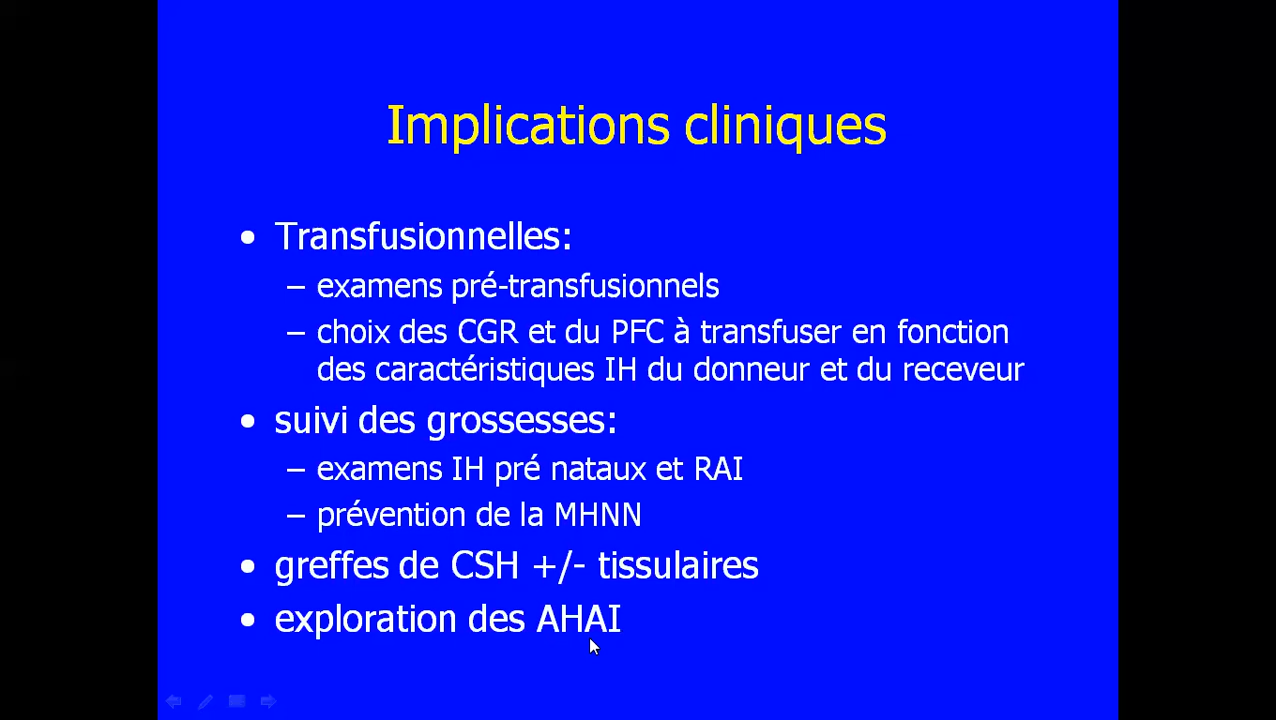 Implications cliniques
• Transfusionnelles:
– examens pré-transfusionnels
– choix des CGR et du PFC à transfuser en fonction
des caractéristiques IH du donneur et du receveur
• suivi des grossesses:
– examens IH pré nataux et RAI
– prévention de la MHNN
• greffes de CSH +/- tissulaires
• exploration des AHAI